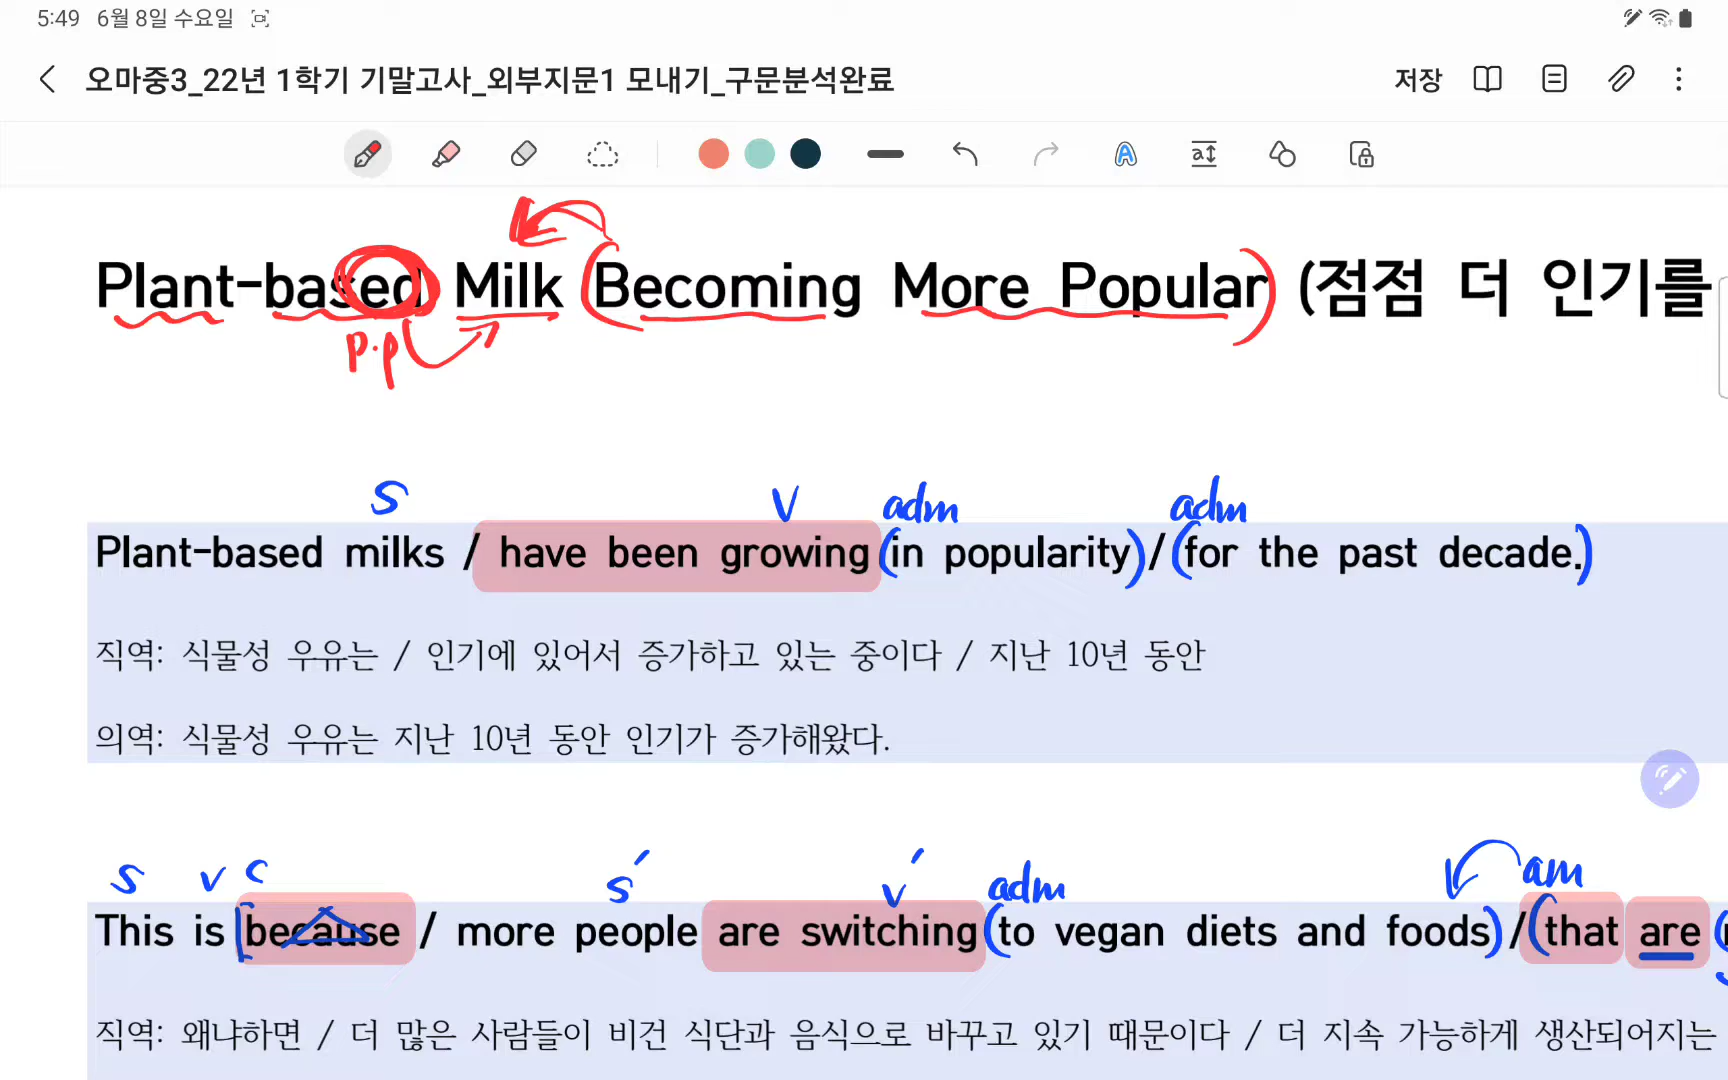 5:49 6월 8일 수요일
오마중3_22년 1학기 기말고사_외부지문1 모내기_구문분석완료
저장
Plant-based Milk (Becoming More Popular) (점점 더 인기를
p.p
S V adm adm
Plant-based milks / have been growing (in popularity) / (for the past decade.)
직역: 식물성 우유는 / 인기에 있어서 증가하고 있는 중이다 / 지난 10년 동안
의역: 식물성 우유는 지난 10년 동안 인기가 증가해왔다.
S V C S' V' adm am
This is [because / more people are switching (to vegan diets and foods) / (that are
직역: 왜냐하면 / 더 많은 사람들이 비건 식단과 음식으로 바꾸고 있기 때문이다 / 더 지속 가능하게 생산되어지는